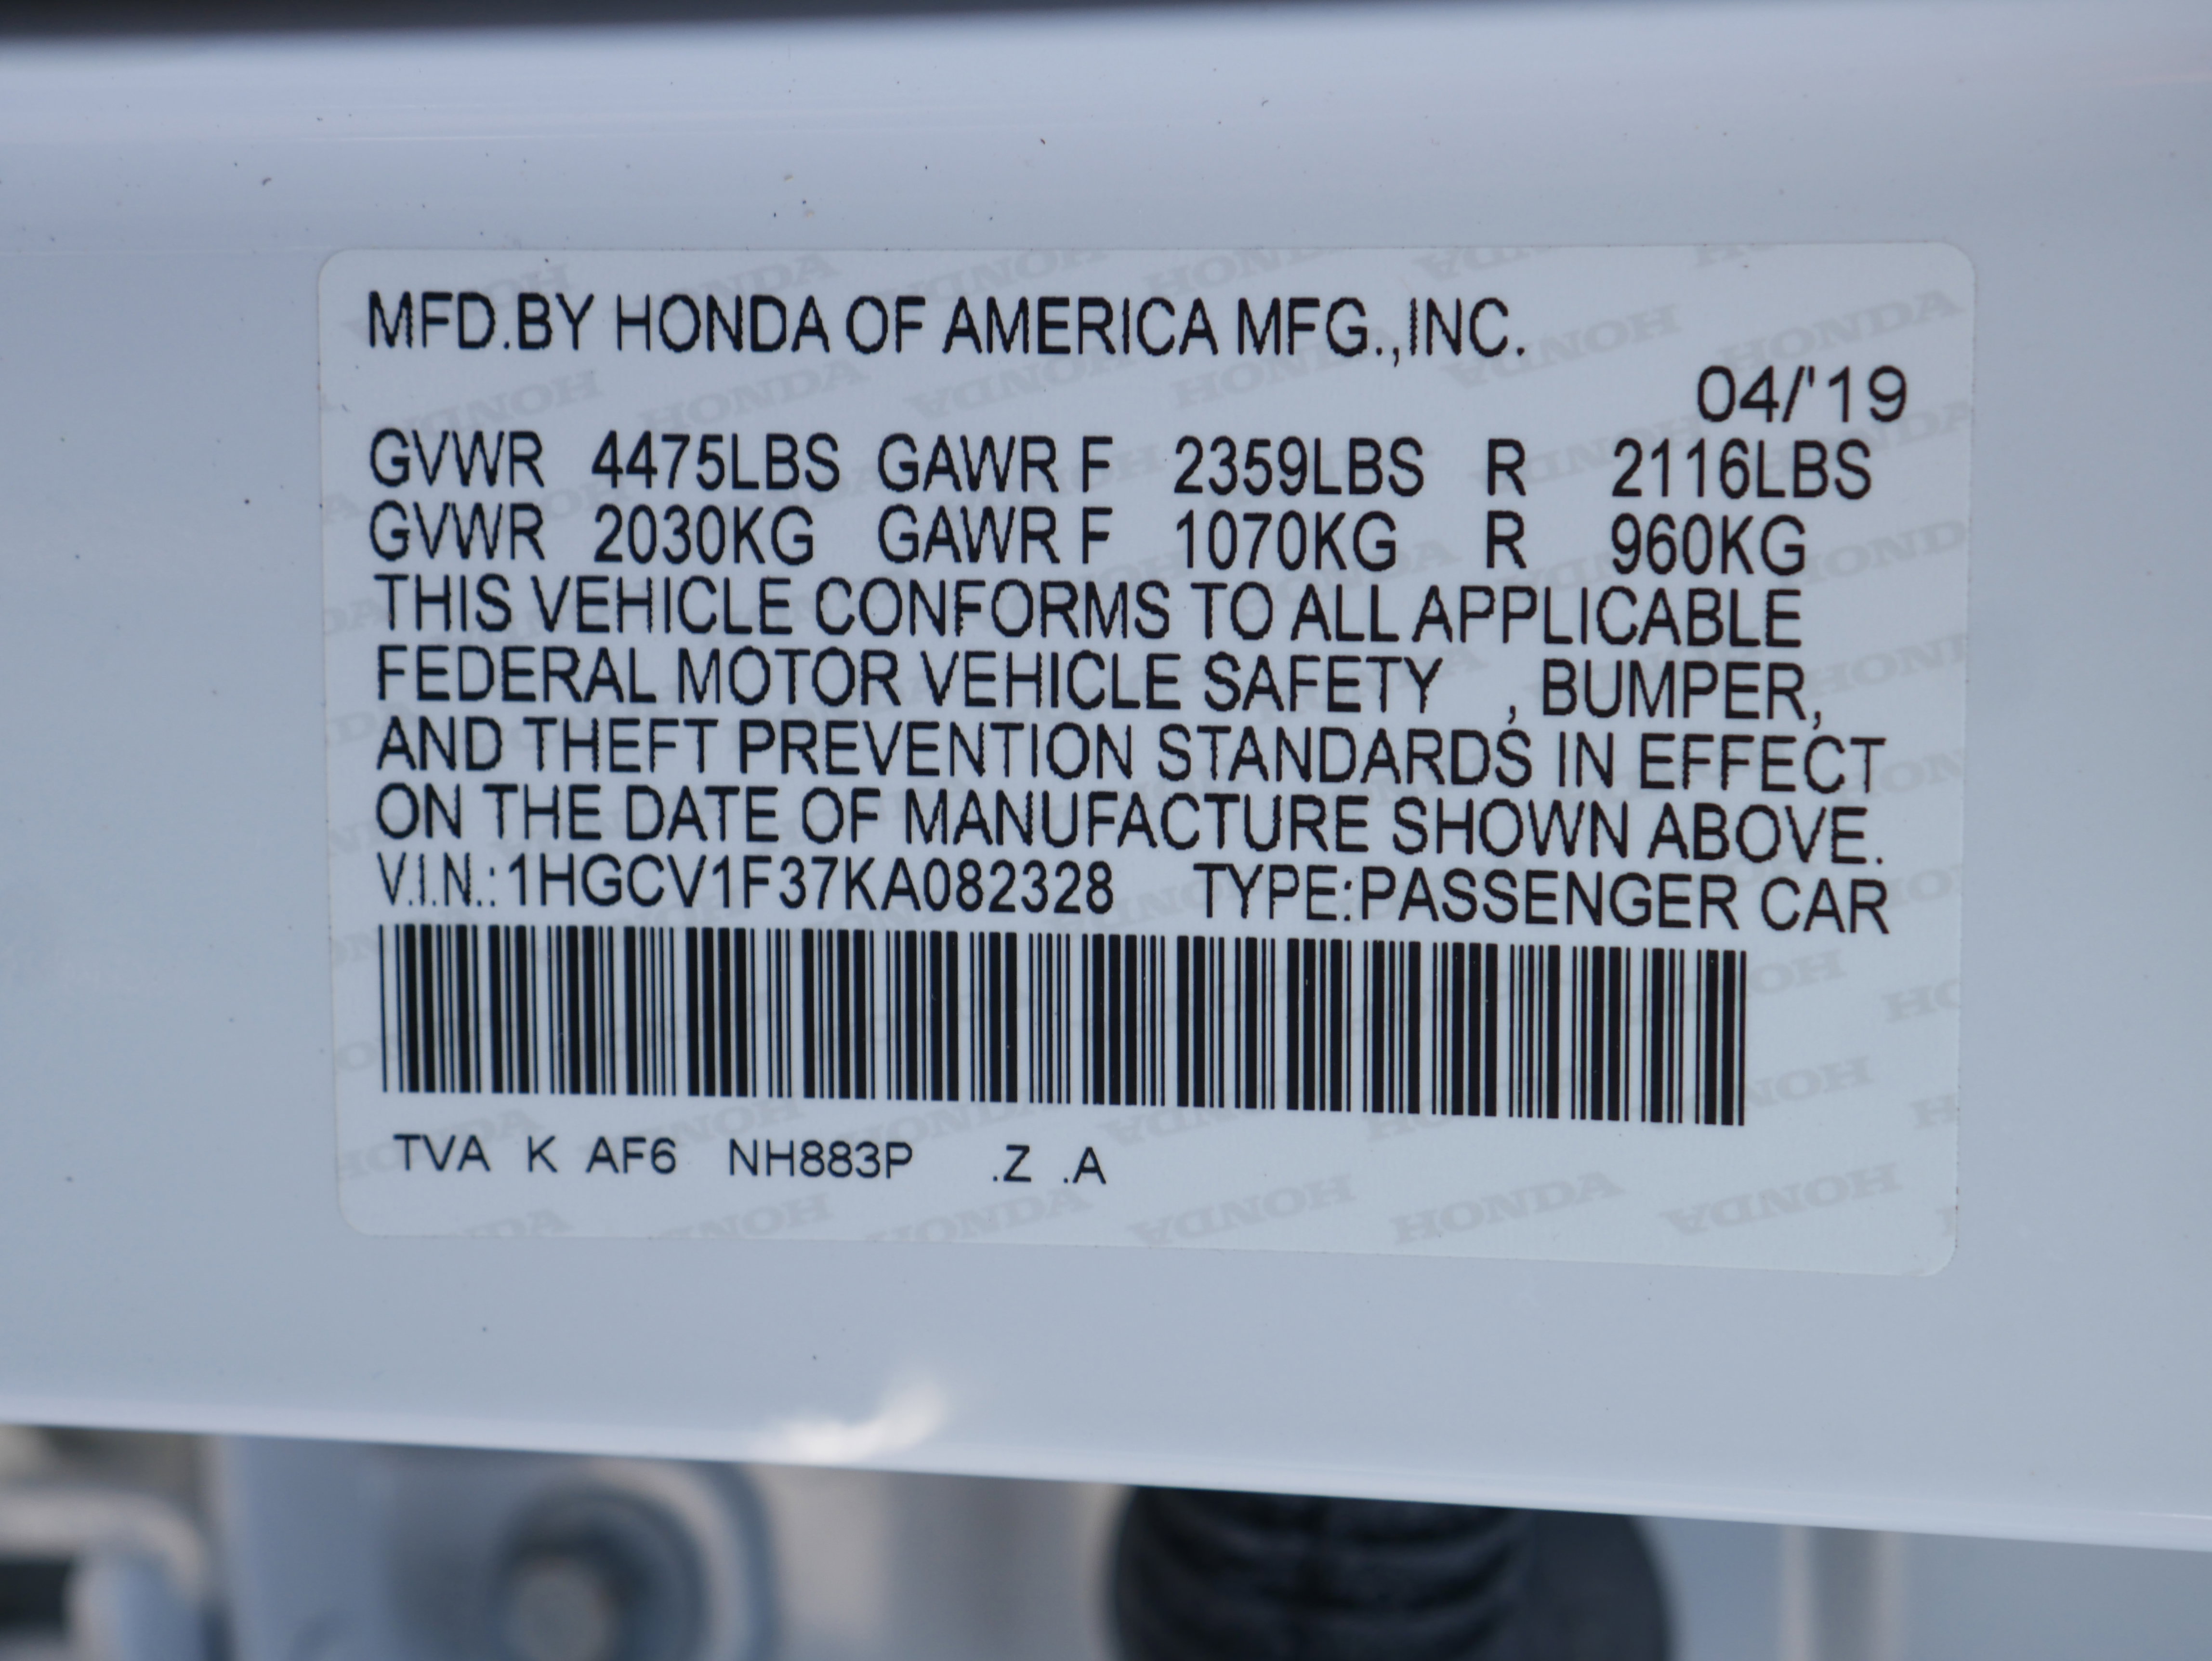 MFD.BY HONDA OF AMERICA MFG.,INC.
04/'19
GVWR 4475LBS GAWR F 2359LBS R 2116LBS
GVWR 2030KG GAWR F 1070KG R 960KG
THIS VEHICLE CONFORMS TO ALL APPLICABLE
FEDERAL MOTOR VEHICLE SAFETY , BUMPER,
AND THEFT PREVENTION STANDARDS IN EFFECT
ON THE DATE OF MANUFACTURE SHOWN ABOVE.
V.I.N.:1HGCV1F37KA082328 TYPE:PASSENGER CAR
TVA K AF6 NH883P .Z .A